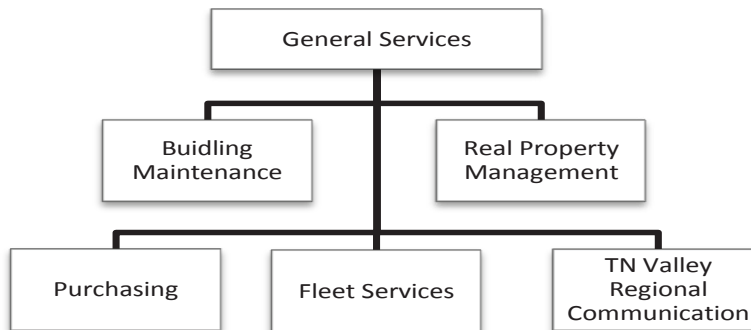 General Services
Buidling
Maintenance
Real Property
Management
Purchasing
Fleet Services
TN Valley
Regional
Communication